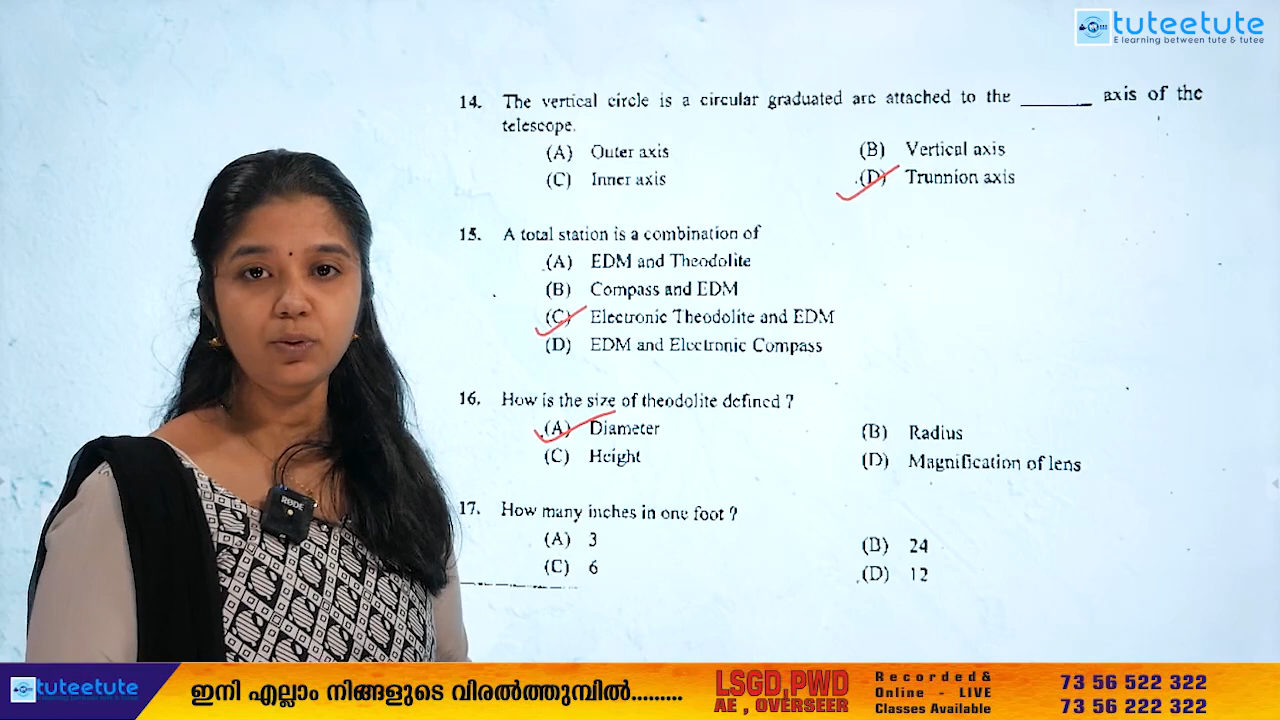 tuteetute
E learning between tute & tutee
14. The vertical circle is a circular graduated arc attached to the ______ axis of the
telescope.
(A) Outer axis (B) Vertical axis
(C) Inner axis (D) Trunnion axis
15. A total station is a combination of
(A) EDM and Theodolite
(B) Compass and EDM
(C) Electronic Theodolite and EDM
(D) EDM and Electronic Compass
16. How is the size of theodolite defined ?
(A) Diameter (B) Radius
(C) Height (D) Magnification of lens
RØDE
17. How many inches in one foot ?
(A) 3 (B) 24
(C) 6 (D) 12
tuteetute
ഇനി എല്ലാം നിങ്ങളുടെ വിരൽത്തുമ്പിൽ.........
LSGD,PWD
AE , OVERSEER
Recorded &
Online - LIVE
Classes Available
73 56 522 322
73 56 222 322